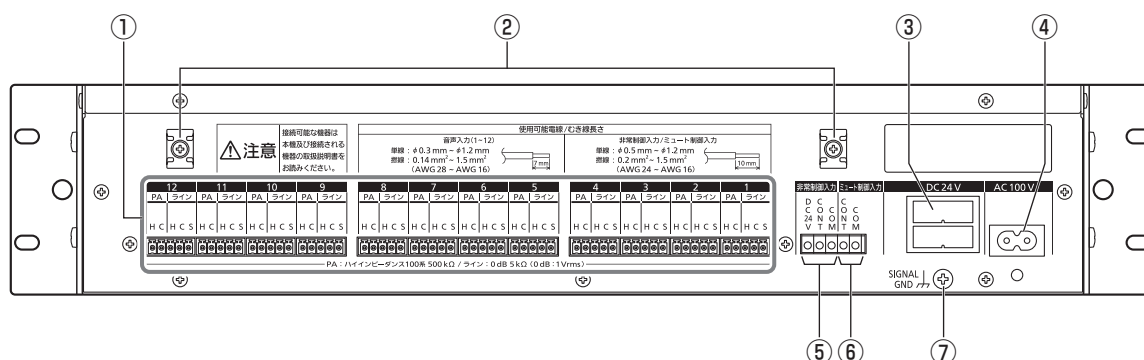 ① ② ③ ④
注意
接続可能な機器は
本機及び接続される
機器の取扱説明書を
お読みください。
使用可能電線/むき線長さ
音声入力(1~12)
単線:φ0.3 mm ~ φ1.2 mm
撚線:0.14 mm²~ 1.5 mm²
(AWG 28 ~ AWG 16)
7 mm
非常制御入力/ミュート制御入力
単線:φ0.5 mm ~ φ1.2 mm
撚線:0.2 mm²~ 1.5 mm²
(AWG 24 ~ AWG 16)
10 mm
12 11 10 9 8 7 6 5 4 3 2 1
PA ライン PA ライン PA ライン PA ライン PA ライン PA ライン PA ライン PA ライン PA ライン PA ライン PA ライン PA ライン
H C H C S H C H C S H C H C S H C H C S H C H C S H C H C S H C H C S H C H C S H C H C S H C H C S H C H C S H C H C S
PA:ハイインピーダンス100系 500 kΩ / ライン:0 dB 5 kΩ (0 dB:1 Vrms)
非常制御入力 ミュート制御入力
DC24V CONT COM CONT COM
DC 24 V
AC 100 V
SIGNAL
GND
⑤ ⑥ ⑦